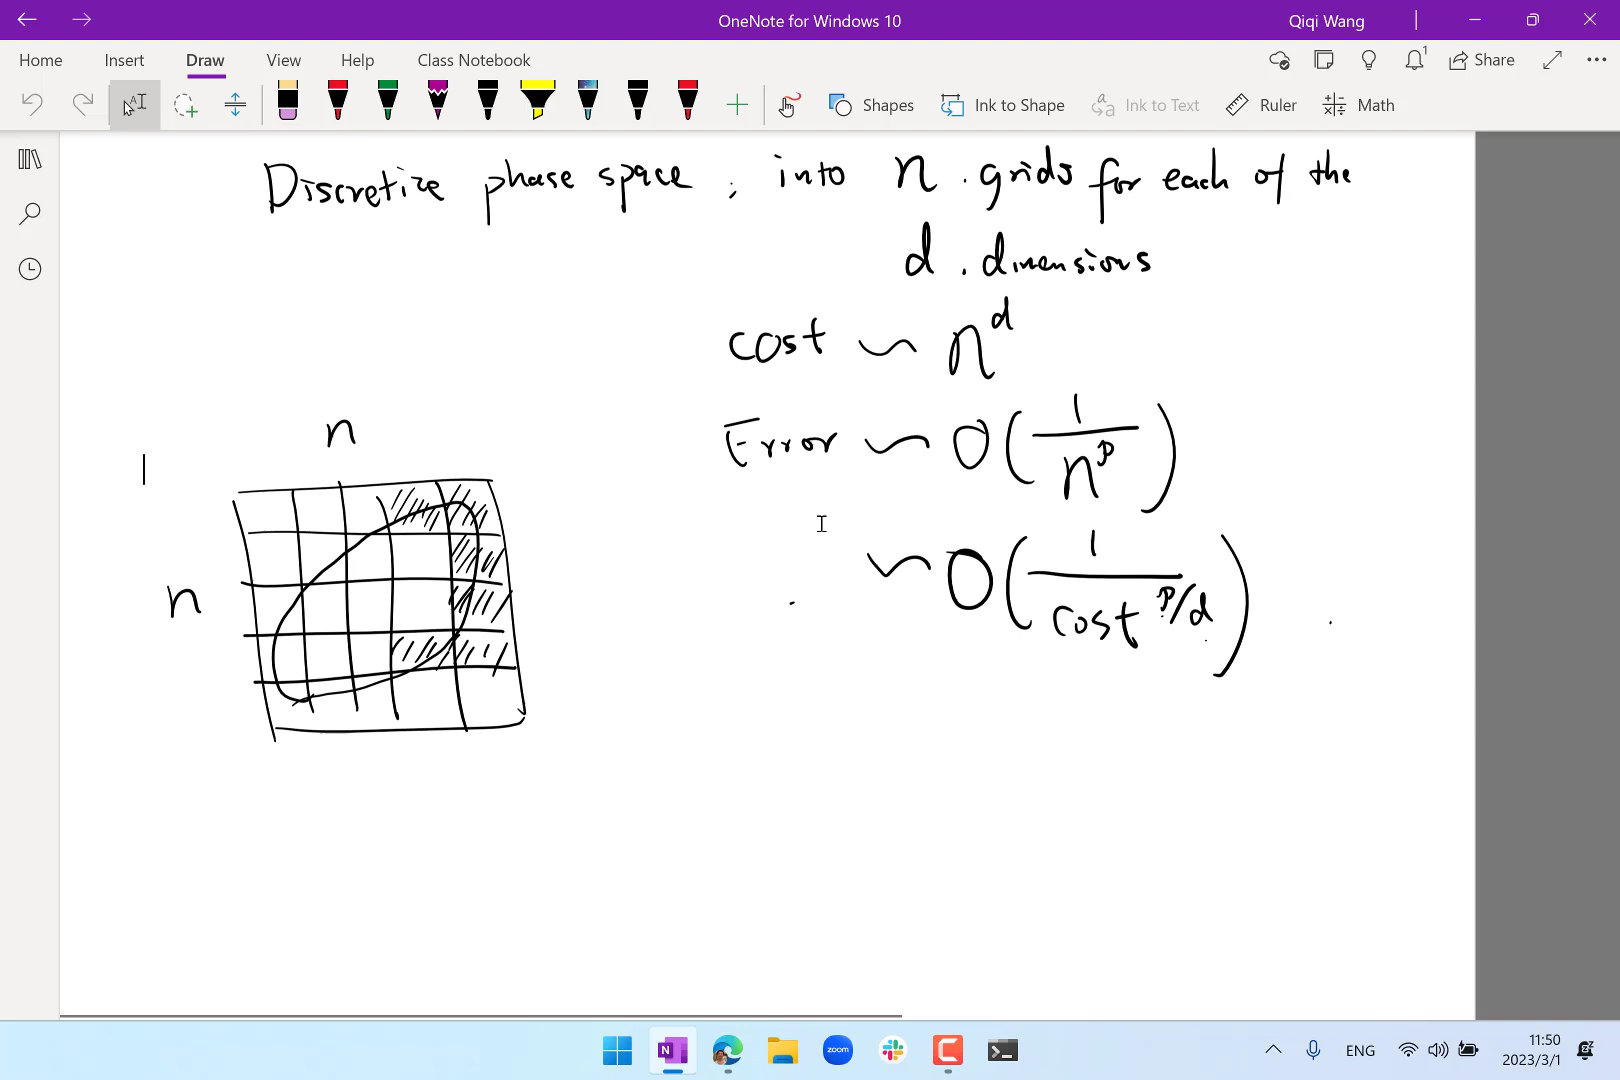 OneNote for Windows 10
Qiqi Wang
Home Insert Draw View Help Class Notebook
1
Share
Shapes Ink to Shape Ink to Text Ruler Math
Discretize phase space, into n grids for each of the
d dimensions
cost ~ n^d
Error ~ O(1/n^p)
~ O(1/cost^p/d)
n
n
zoom
ENG
11:50
2023/3/1